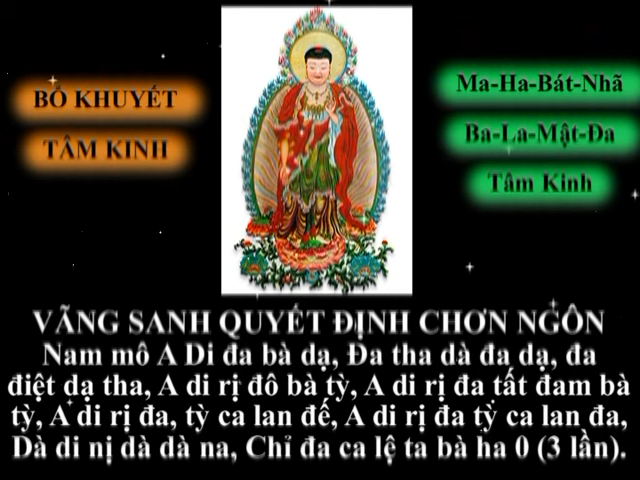 BỔ KHUYẾT
TÂM KINH
Ma-Ha-Bát-Nhã
Ba-La-Mật-Đa
Tâm Kinh
VÃNG SANH QUYẾT ĐỊNH CHƠN NGÔN
Nam mô A Di đa bà dạ, Đa tha dà đa dạ, đa
điệt dạ tha, A di rị đô bà tỳ, A di rị đa tất đam bà
tỳ, A di rị đa, tỳ ca lan đế, A di rị đa tỳ ca lan đa,
Dà di nị dà dà na, Chỉ đa ca lệ ta bà ha 0 (3 lần).